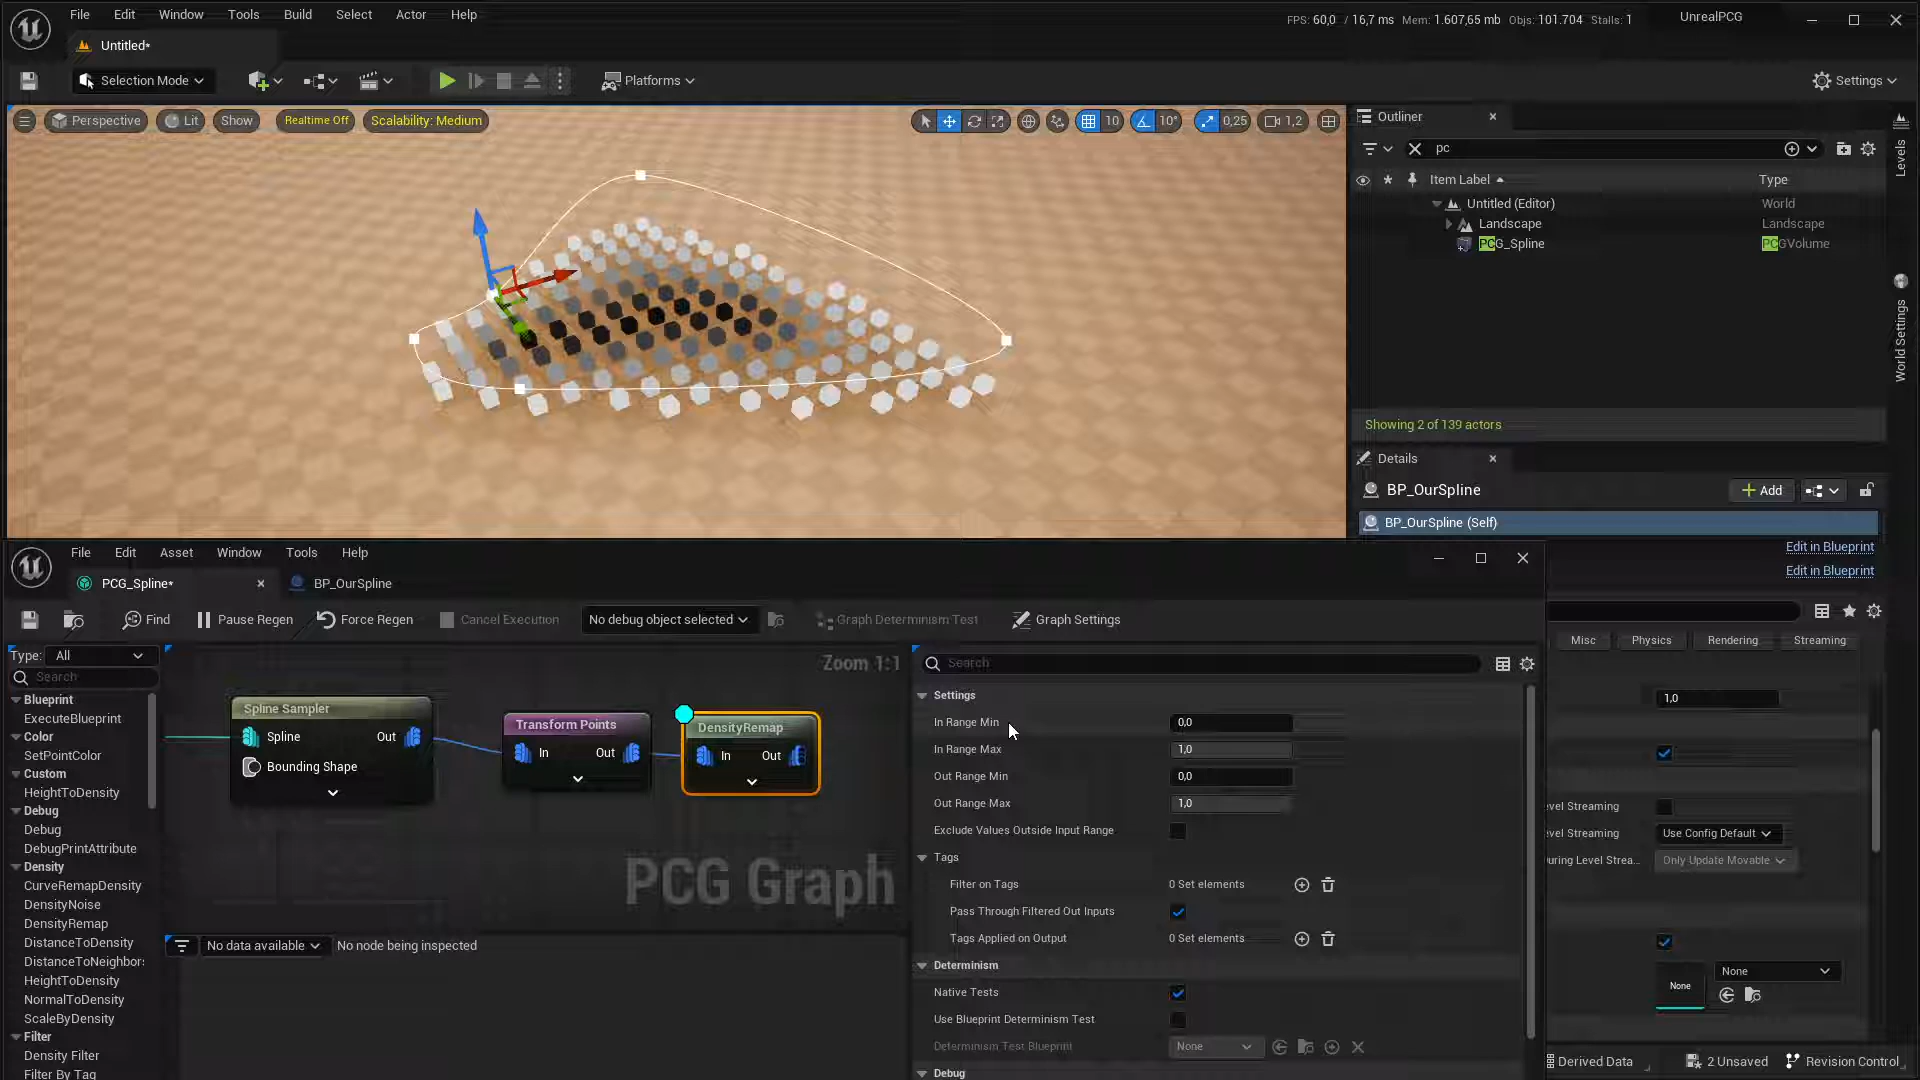 File Edit Window Tools Build Select Actor Help
FPS: 60,0 / 16,7 ms Mem: 1.607,65 mb Objs: 101.704 Stalls: 1
UnrealPCG
Untitled*
Selection Mode
Platforms
Settings
Perspective Lit Show Realtime Off Scalability: Medium
10 10° 0,25 1,2
Outliner
pc
Item Label Type
Untitled (Editor) World
Landscape Landscape
PCG_Spline PCGVolume
Showing 2 of 139 actors
Levels
World Settings
Details
BP_OurSpline
Add
BP_OurSpline (Self)
Edit in Blueprint
Edit in Blueprint
Misc Physics Rendering Streaming
1,0
evel Streaming
evel Streaming Use Config Default
During Level Strea... Only Update Movable
None None
Derived Data 2 Unsaved Revision Control
File Edit Asset Window Tools Help
PCG_Spline* BP_OurSpline
Find Pause Regen Force Regen Cancel Execution No debug object selected Graph Determinism Test Graph Settings
Type: All
Search
Blueprint
ExecuteBlueprint
Color
SetPointColor
Custom
HeightToDensity
Debug
Debug
DebugPrintAttribute
Density
CurveRemapDensity
DensityNoise
DensityRemap
DistanceToDensity
DistanceToNeighbors
HeightToDensity
NormalToDensity
ScaleByDensity
Filter
Density Filter
Filter By Tag
Zoom 1:1
Spline Sampler
Spline Out
Bounding Shape
Transform Points
In Out
DensityRemap
In Out
PCG Graph
No data available No node being inspected
Search
Settings
In Range Min 0,0
In Range Max 1,0
Out Range Min 0,0
Out Range Max 1,0
Exclude Values Outside Input Range
Tags
Filter on Tags 0 Set elements
Pass Through Filtered Out Inputs
Tags Applied on Output 0 Set elements
Determinism
Native Tests
Use Blueprint Determinism Test
Determinism Test Blueprint None
Debug